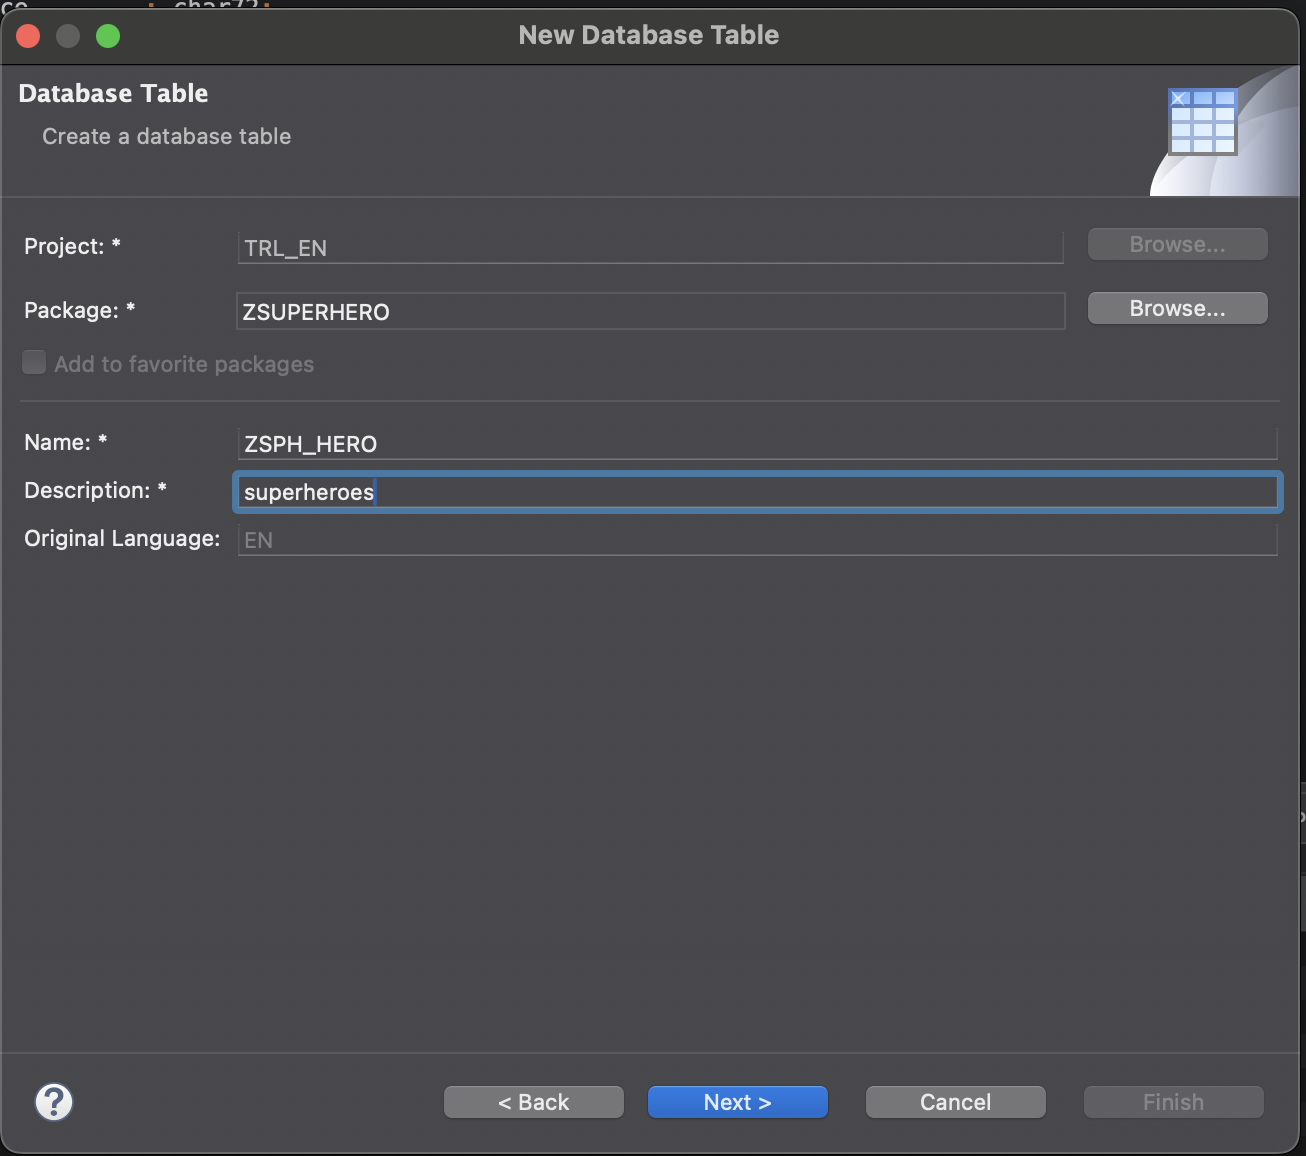 New Database Table
Database Table
Create a database table
Project: * TRL_EN Browse...
Package: * ZSUPERHERO Browse...
Add to favorite packages
Name: * ZSPH_HERO
Description: * superheroes
Original Language: EN
? < Back Next > Cancel Finish